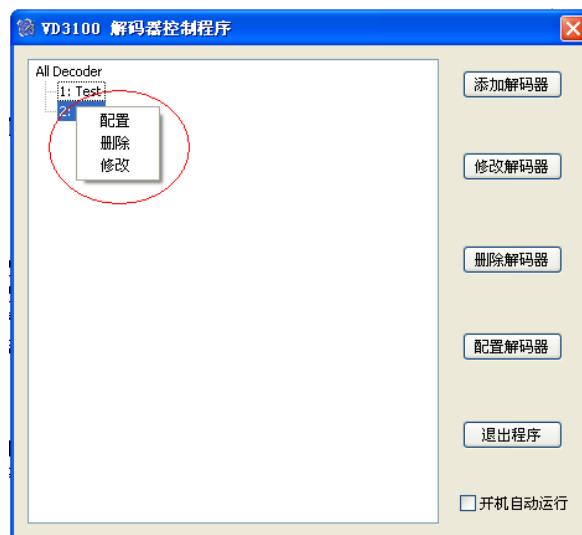 VD3100 解码器控制程序
All Decoder
1: Test
2:
配置
删除
修改
添加解码器
修改解码器
删除解码器
配置解码器
退出程序
开机自动运行